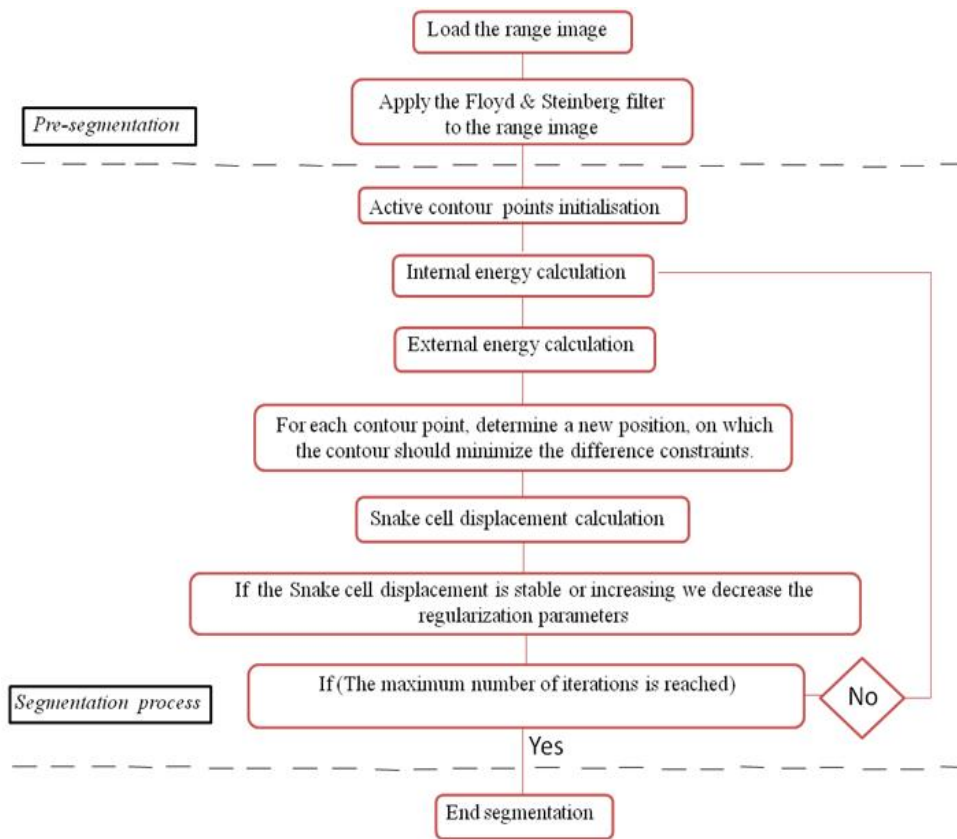 Load the range image
Apply the Floyd & Steinberg filter
to the range image
Pre-segmentation
Active contour points initialisation
Internal energy calculation
External energy calculation
For each contour point, determine a new position, on which
the contour should minimize the difference constraints.
Snake cell displacement calculation
If the Snake cell displacement is stable or increasing we decrease the
regularization parameters
If (The maximum number of iterations is reached)
No
Segmentation process
Yes
End segmentation